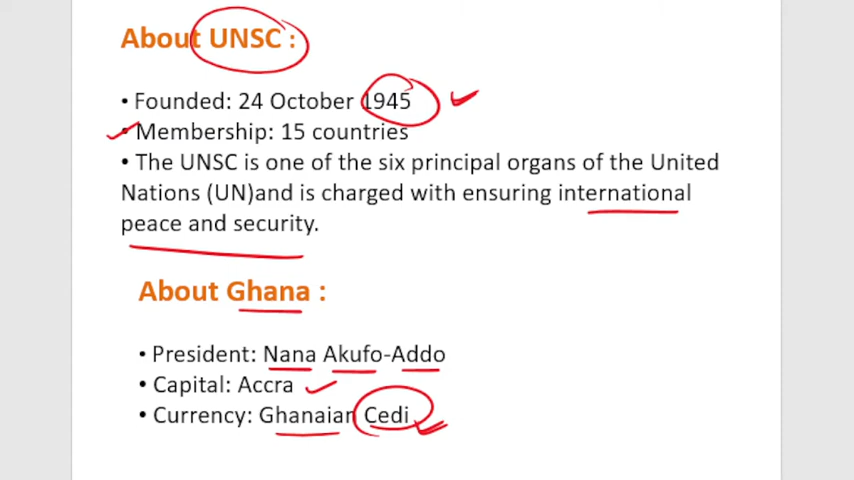 About UNSC :
• Founded: 24 October 1945
• Membership: 15 countries
• The UNSC is one of the six principal organs of the United
Nations (UN)and is charged with ensuring international
peace and security.
About Ghana :
• President: Nana Akufo-Addo
• Capital: Accra
• Currency: Ghanaian Cedi